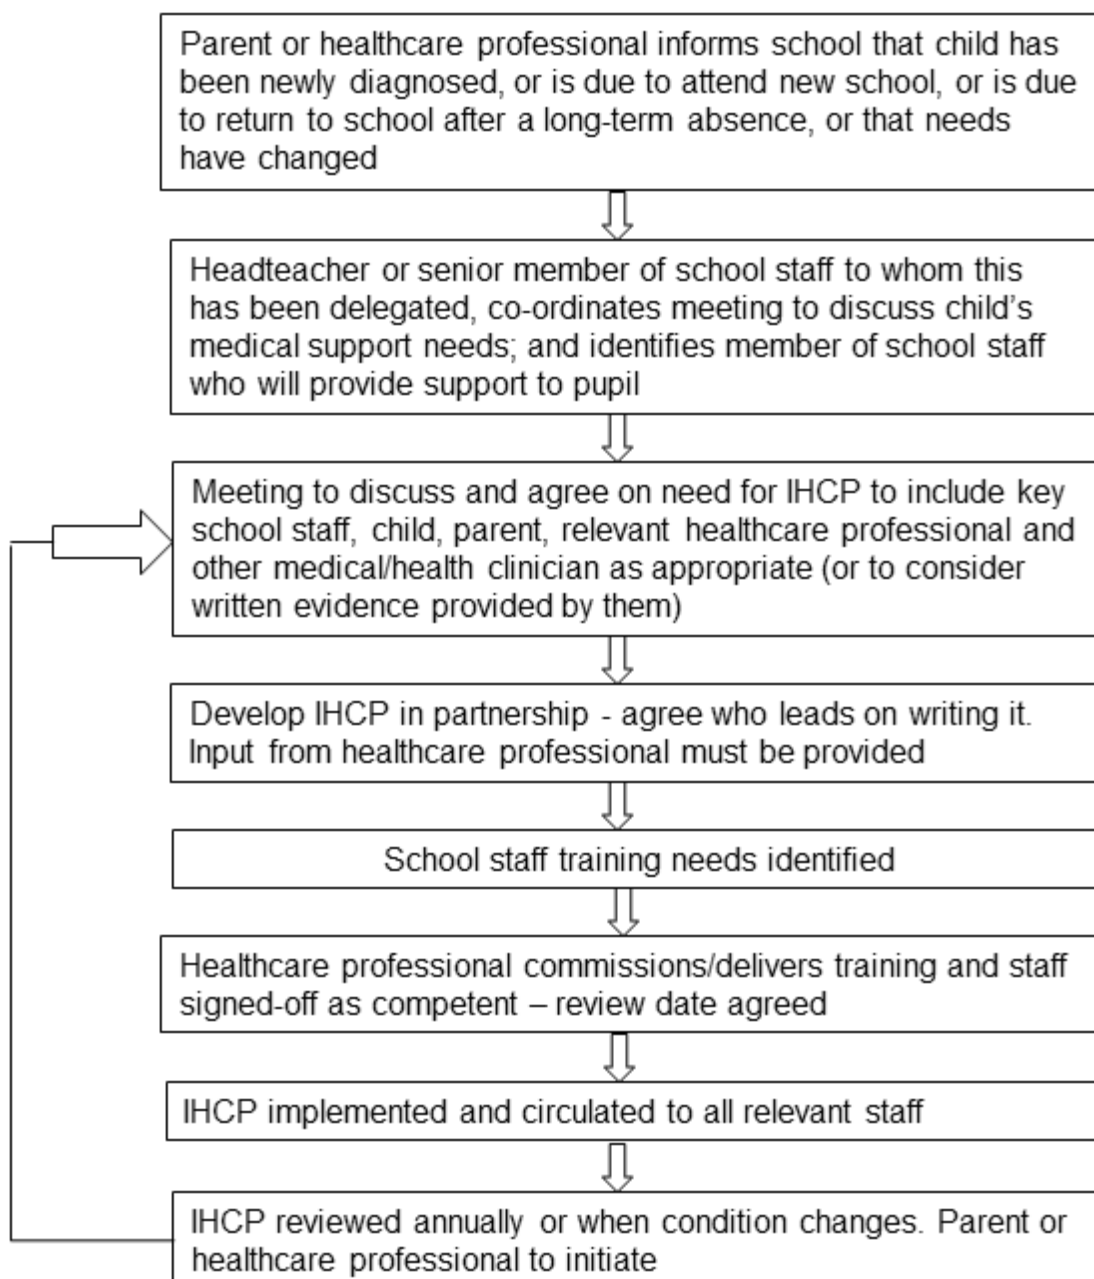 Parent or healthcare professional informs school that child has
been newly diagnosed, or is due to attend new school, or is due
to return to school after a long-term absence, or that needs
have changed
Headteacher or senior member of school staff to whom this
has been delegated, co-ordinates meeting to discuss child's
medical support needs; and identifies member of school staff
who will provide support to pupil
Meeting to discuss and agree on need for IHCP to include key
school staff, child, parent, relevant healthcare professional and
other medical/health clinician as appropriate (or to consider
written evidence provided by them)
Develop IHCP in partnership - agree who leads on writing it.
Input from healthcare professional must be provided
School staff training needs identified
Healthcare professional commissions/delivers training and staff
signed-off as competent – review date agreed
IHCP implemented and circulated to all relevant staff
IHCP reviewed annually or when condition changes. Parent or
healthcare professional to initiate